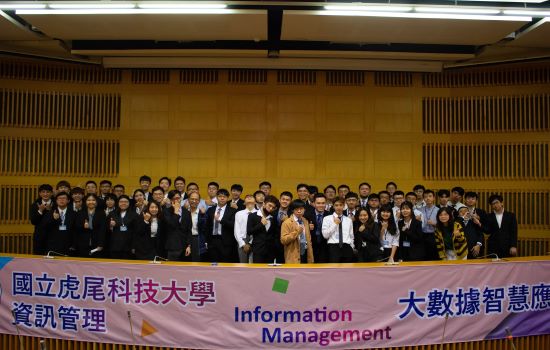 國立虎尾科技大學
資訊管理
Information
Management
大數據智慧應